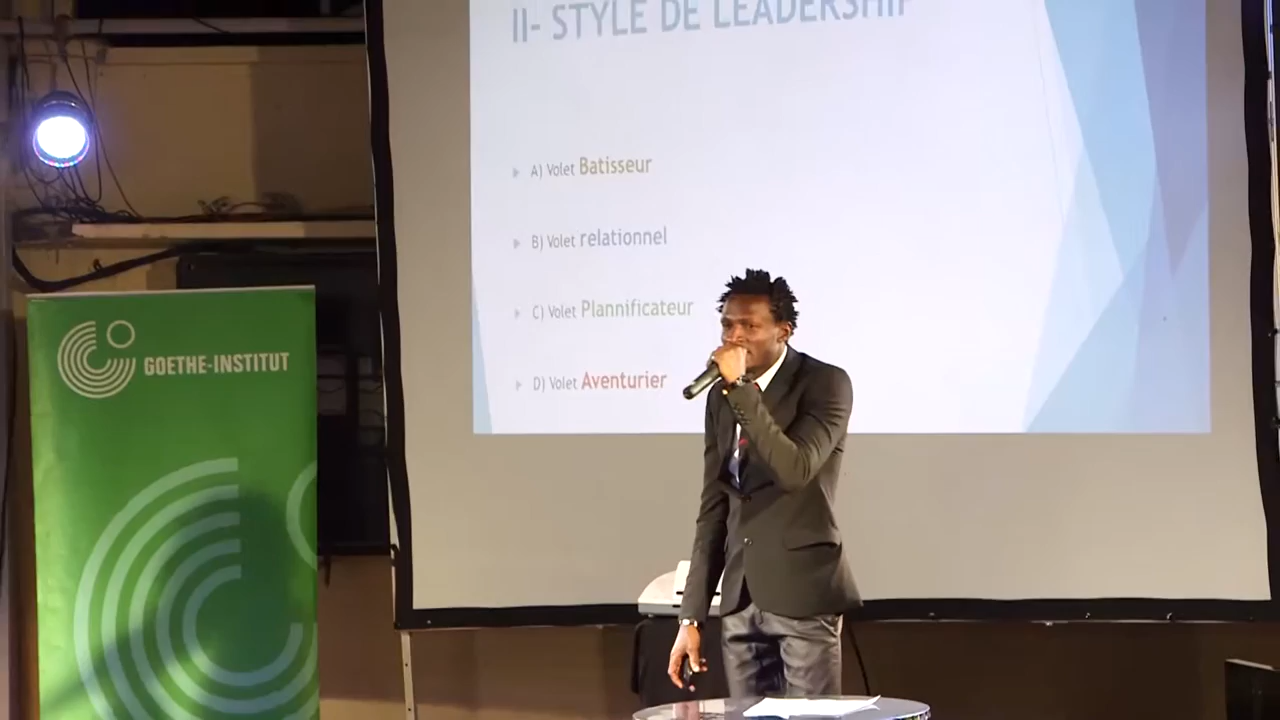 II- STYLE DE LEADERSHIP
A) Volet Batisseur
B) Volet relationnel
C) Volet Plannificateur
D) Volet Aventurier
GOETHE-INSTITUT